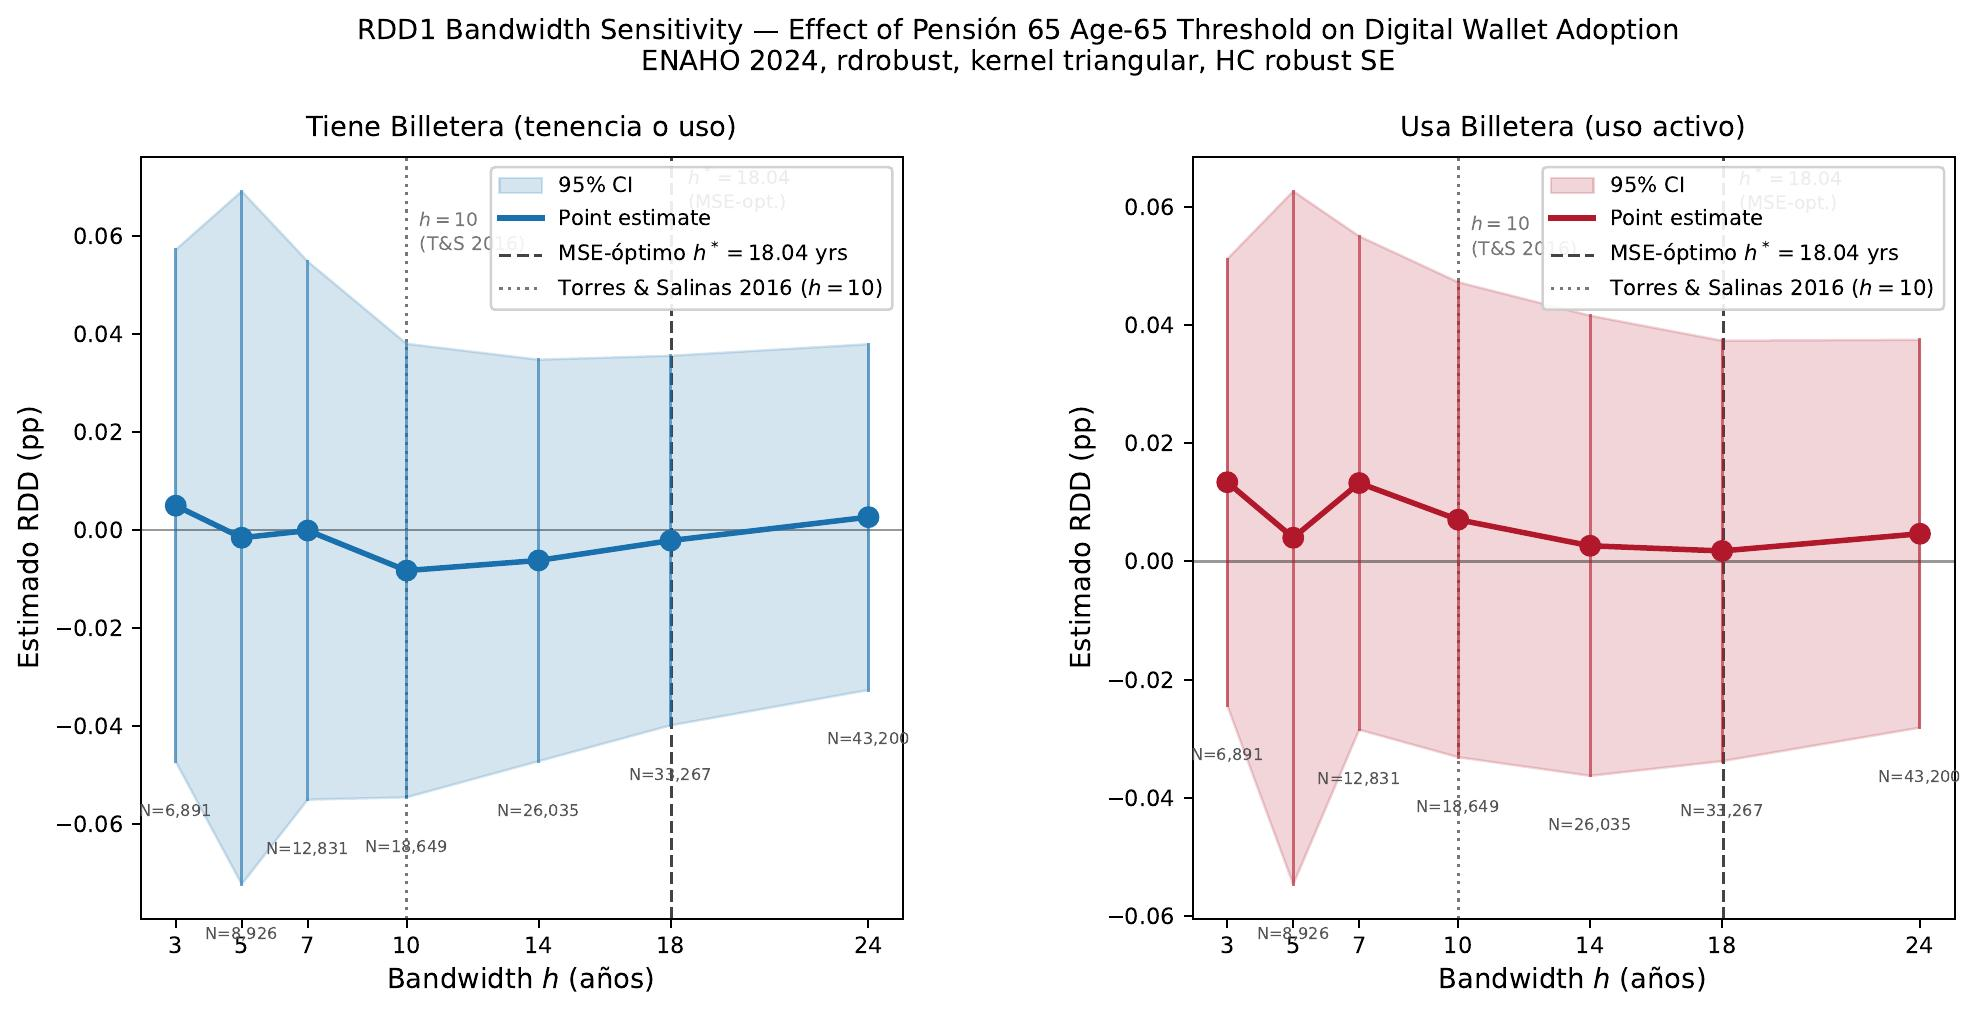 RDD1 Bandwidth Sensitivity — Effect of Pensión 65 Age-65 Threshold on Digital Wallet Adoption
ENAHO 2024, rdrobust, kernel triangular, HC robust SE
Tiene Billetera (tenencia o uso)
Estimado RDD (pp)
0.06
0.04
0.02
0.00
−0.02
−0.04
−0.06
h = 10
(T&S 2016)
h* = 18.04
(MSE-opt.)
95% CI
Point estimate
MSE-óptimo h* = 18.04 yrs
Torres & Salinas 2016 (h = 10)
N=6,891
N=8,926
N=12,831
N=18,649
N=26,035
N=33,267
N=43,200
3
5
7
10
14
18
24
Bandwidth h (años)
Usa Billetera (uso activo)
Estimado RDD (pp)
0.06
0.04
0.02
0.00
−0.02
−0.04
−0.06
h = 10
(T&S 2016)
h* = 18.04
(MSE-opt.)
95% CI
Point estimate
MSE-óptimo h* = 18.04 yrs
Torres & Salinas 2016 (h = 10)
N=6,891
N=8,926
N=12,831
N=18,649
N=26,035
N=33,267
N=43,200
3
5
7
10
14
18
24
Bandwidth h (años)